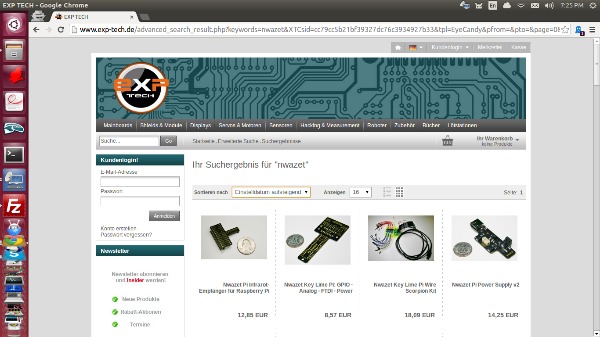 EXP TECH - Google Chrome
En
7:25 PM
EXP TECH
www.exp-tech.de/advanced_search_result.php?keywords=nwazet&XTCsid=cc79cc5b21bf39327dc76c3934927b33&tpl=EyeCandy&pfrom=&pto=&page=
Kundenlogin Merkzettel Kasse
EXP
TECH
Mainboards Shields & Module Displays Servos & Motoren Sensoren Hacking & Measurement Roboter Zubehör Bücher Lötstationen
Suche... Go Startseite Erweiterte Suche Suchergebnisse Ihr Warenkorb
keine Produkte
Kundenlogin!
E-Mail-Adresse
Passwort
Anmelden
Konto erstellen
Passwort vergessen?
Newsletter
Newsletter abonnieren
und Insider werden!
Neue Produkte
Rabatt-Aktionen
Termine
Ihr Suchergebnis für "nwazet"
Sortieren nach Einstelldatum aufsteigend Anzeigen 16 Seite: 1
Nwazet Pi Infrarot-
Empfänger für Raspberry Pi
12,85 EUR
Nwazet Key Lime Pi: GPIO -
Analog - FTDI - Power
8,57 EUR
Nwazet Key Lime Pi Wire
Scorpion Kit
18,09 EUR
Nwazet Pi Power Supply v2
14,25 EUR